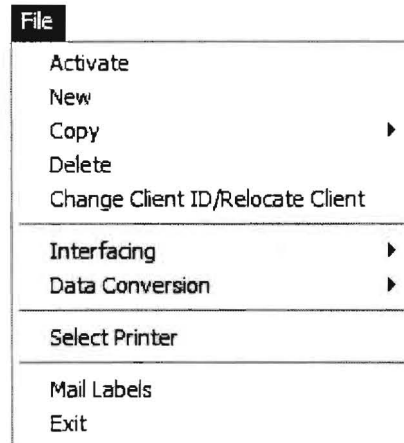 File
Activate
New
Copy
Delete
Change Client ID/Relocate Client
Interfacing
Data Conversion
Select Printer
Mail Labels
Exit